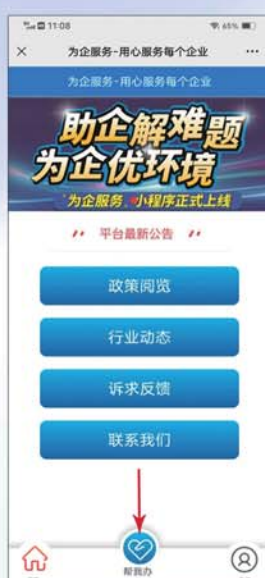 11:08
65%
为企服务-用心服务每个企业
为企服务-用心服务每个企业
助企解难题
为企优环境
为企服务 小程序正式上线
平台最新公告
政策阅览
行业动态
诉求反馈
联系我们
帮我办